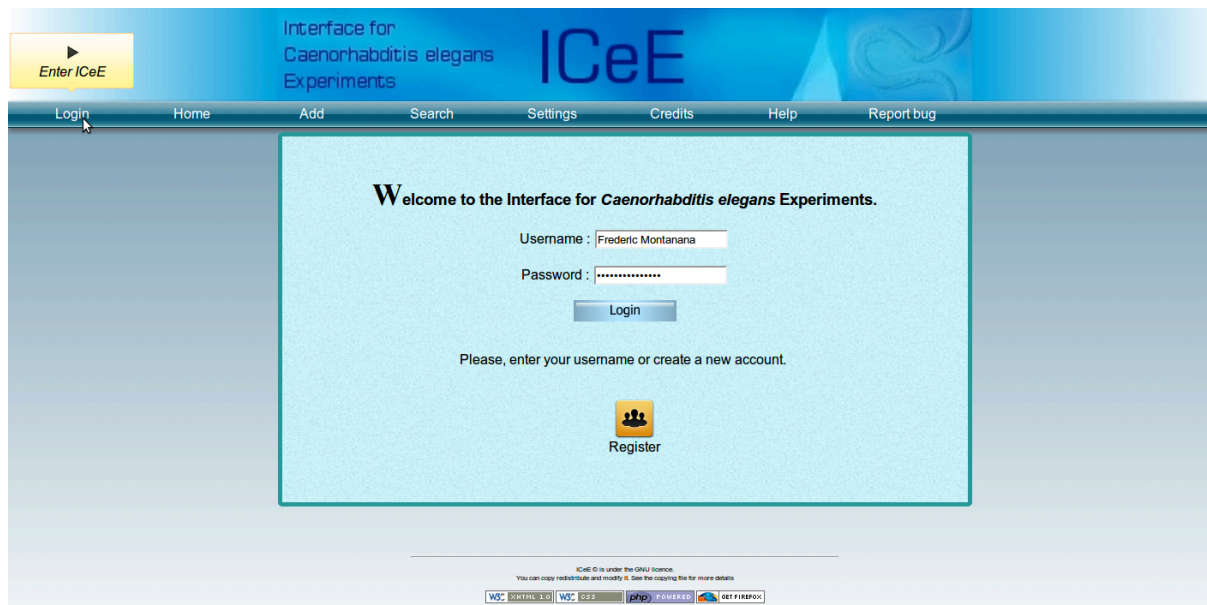 Interface for
Caenorhabditis elegans
Experiments
ICeE
Enter ICeE
Login Home Add Search Settings Credits Help Report bug
Welcome to the Interface for Caenorhabditis elegans Experiments.
Username : Frederic Montanana
Password : •••••••••••••••
Login
Please, enter your username or create a new account.
Register
ICeE © is under the GNU licence.
You can copy redistribute and modify it. See the copying file for more details
W3C XHTML 1.0 W3C CSS php POWERED GET FIREFOX